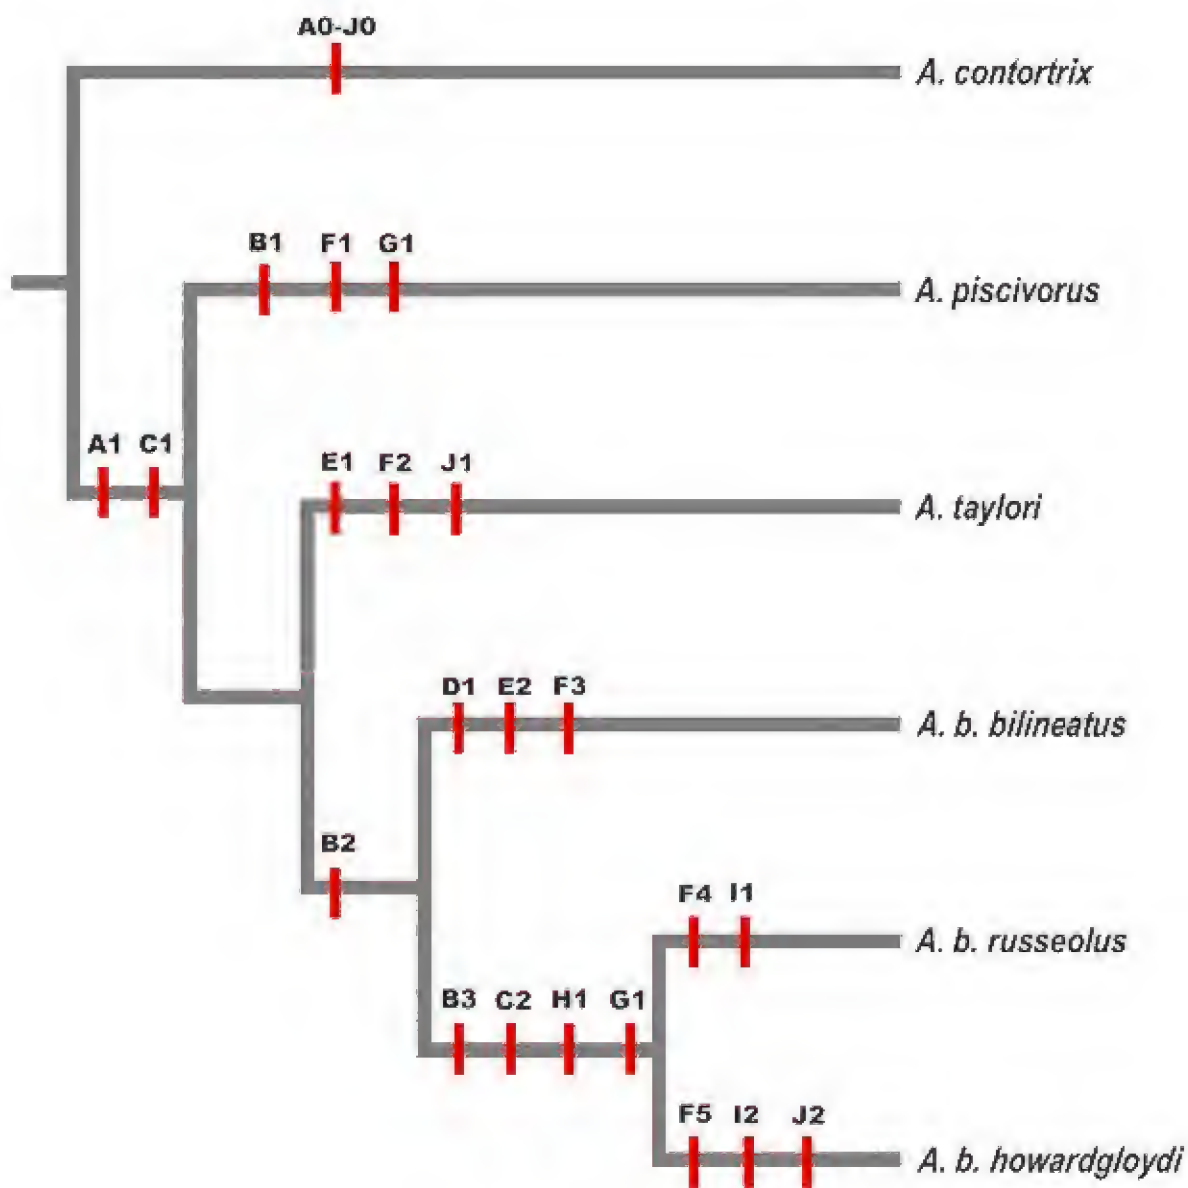 A0-J0
A. contortrix
B1 F1 G1
A. piscivorus
A1 C1
E1 F2 J1
A. taylori
D1 E2 F3
A. b. bilineatus
B2
F4 I1
A. b. russeolus
B3 C2 H1 G1
F5 I2 J2
A. b. howardgloydi